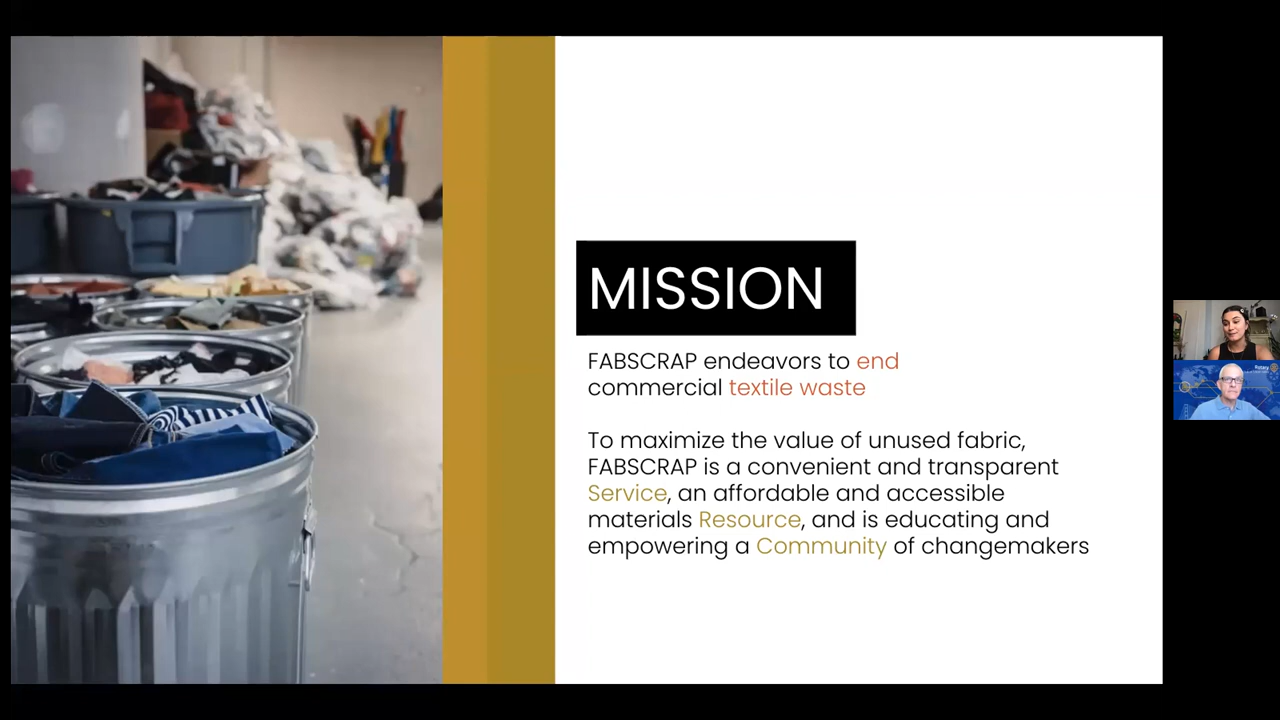 MISSION
FABSCRAP endeavors to end
commercial textile waste
To maximize the value of unused fabric,
FABSCRAP is a convenient and transparent
Service, an affordable and accessible
materials Resource, and is educating and
empowering a Community of changemakers
Rotary